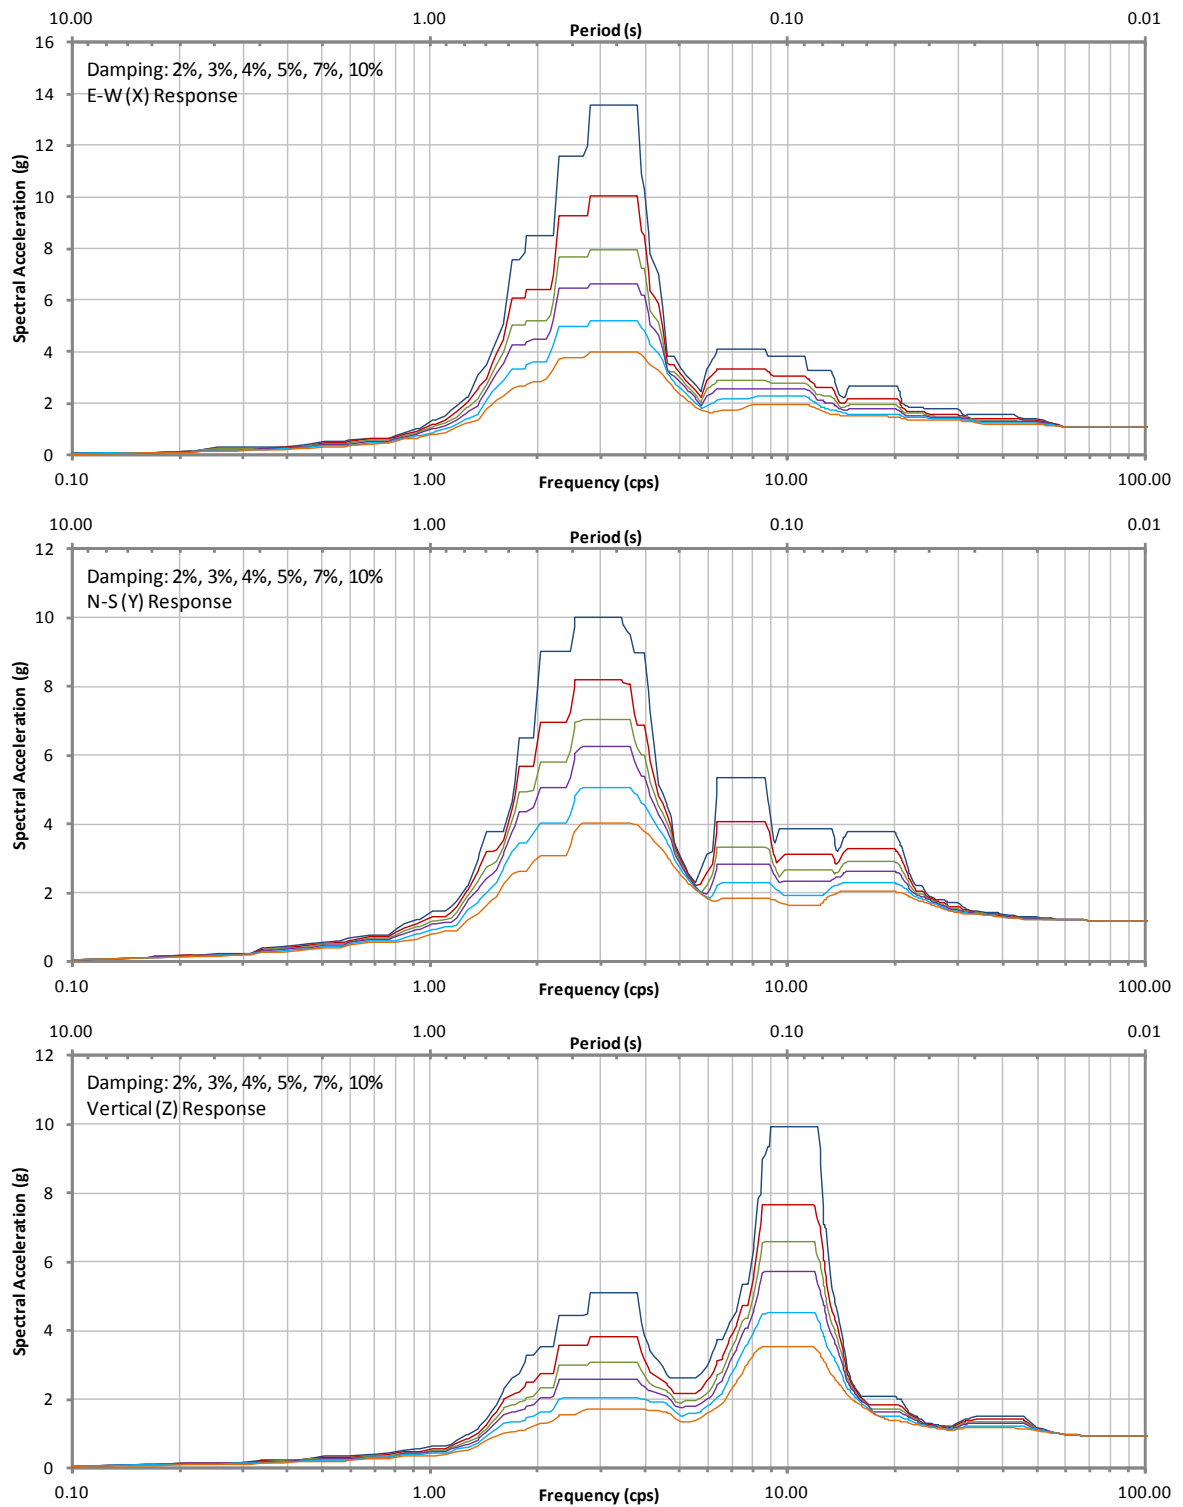 10.00 1.00 0.10 0.01
Period (s)
16
Damping: 2%, 3%, 4%, 5%, 7%, 10%
E-W (X) Response
14
12
10
8
6
4
2
0
Spectral Acceleration (g)
0.10 1.00 10.00 100.00
Frequency (cps)
10.00 1.00 0.10 0.01
Period (s)
12
Damping: 2%, 3%, 4%, 5%, 7%, 10%
N-S (Y) Response
10
8
6
4
2
0
Spectral Acceleration (g)
0.10 1.00 10.00 100.00
Frequency (cps)
10.00 1.00 0.10 0.01
Period (s)
12
Damping: 2%, 3%, 4%, 5%, 7%, 10%
Vertical (Z) Response
10
8
6
4
2
0
Spectral Acceleration (g)
0.10 1.00 10.00 100.00
Frequency (cps)